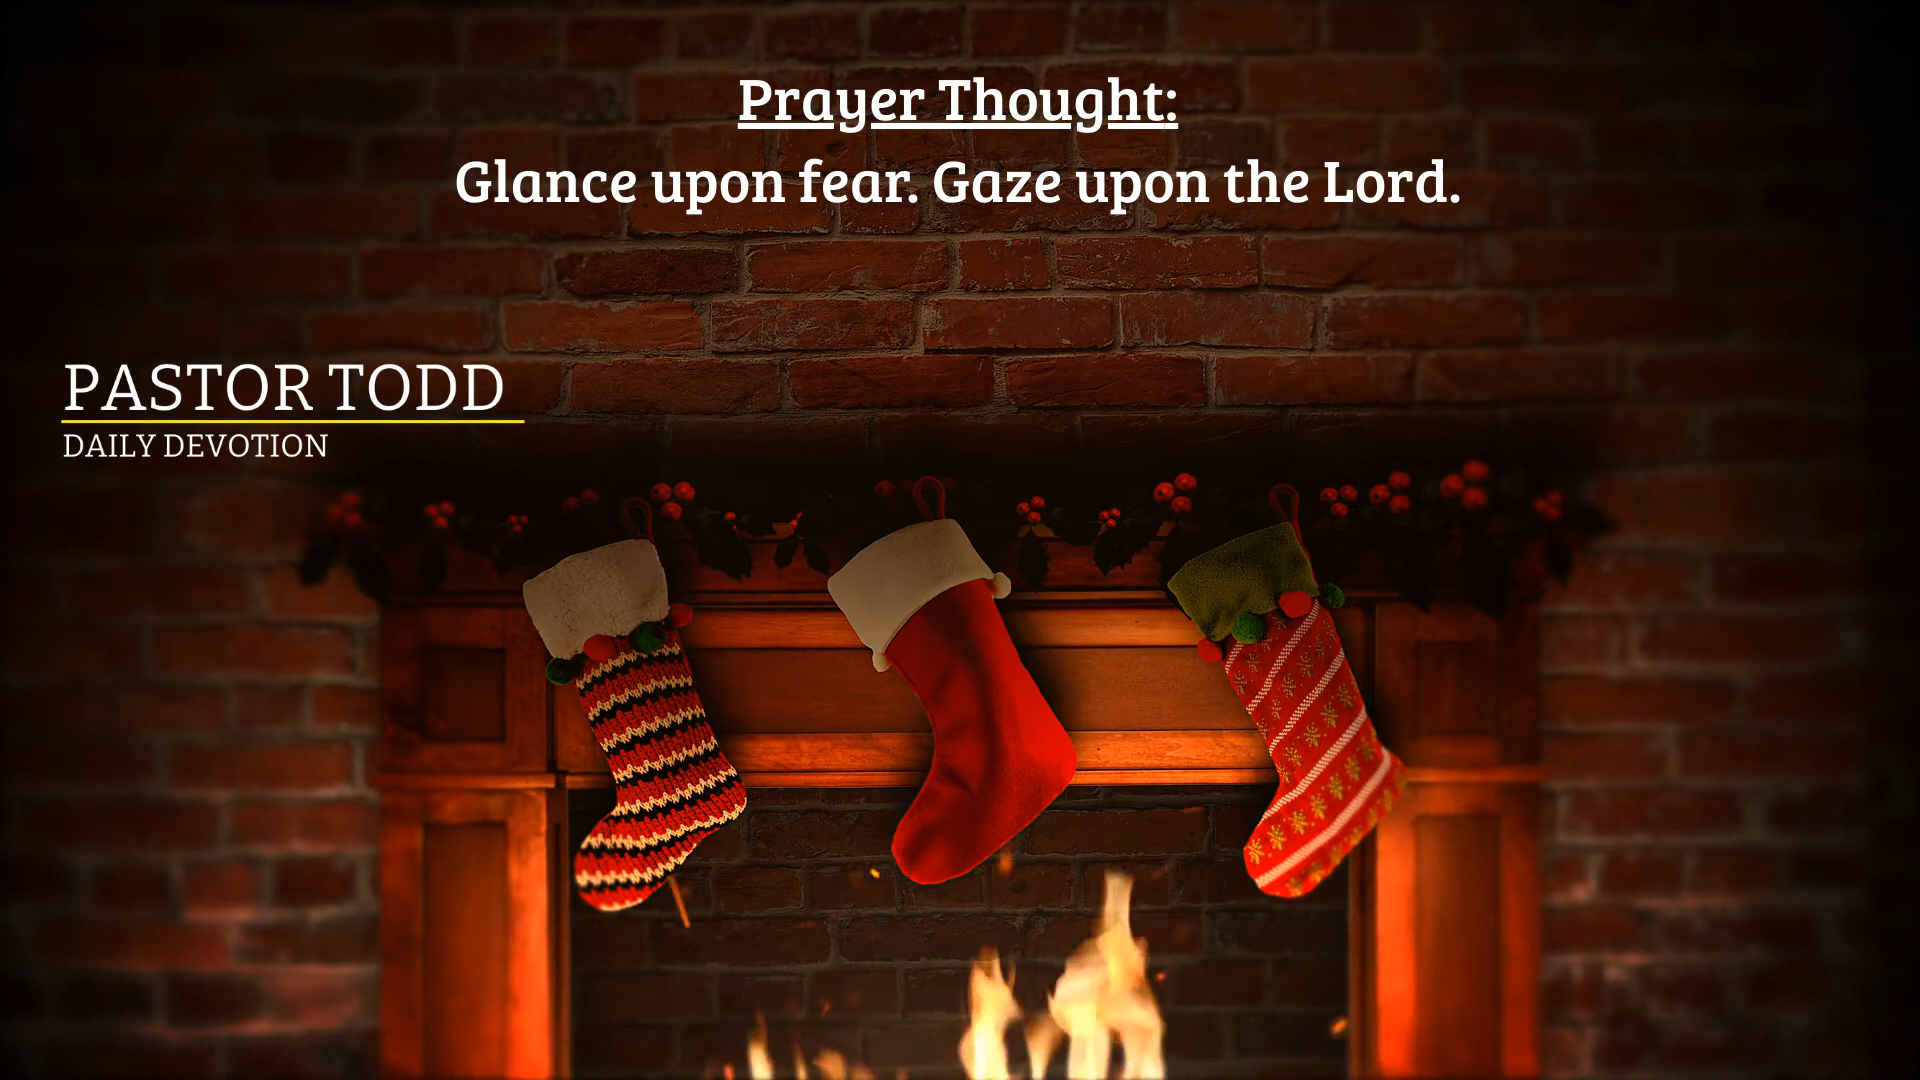 Prayer Thought:
Glance upon fear. Gaze upon the Lord.
PASTOR TODD
DAILY DEVOTION